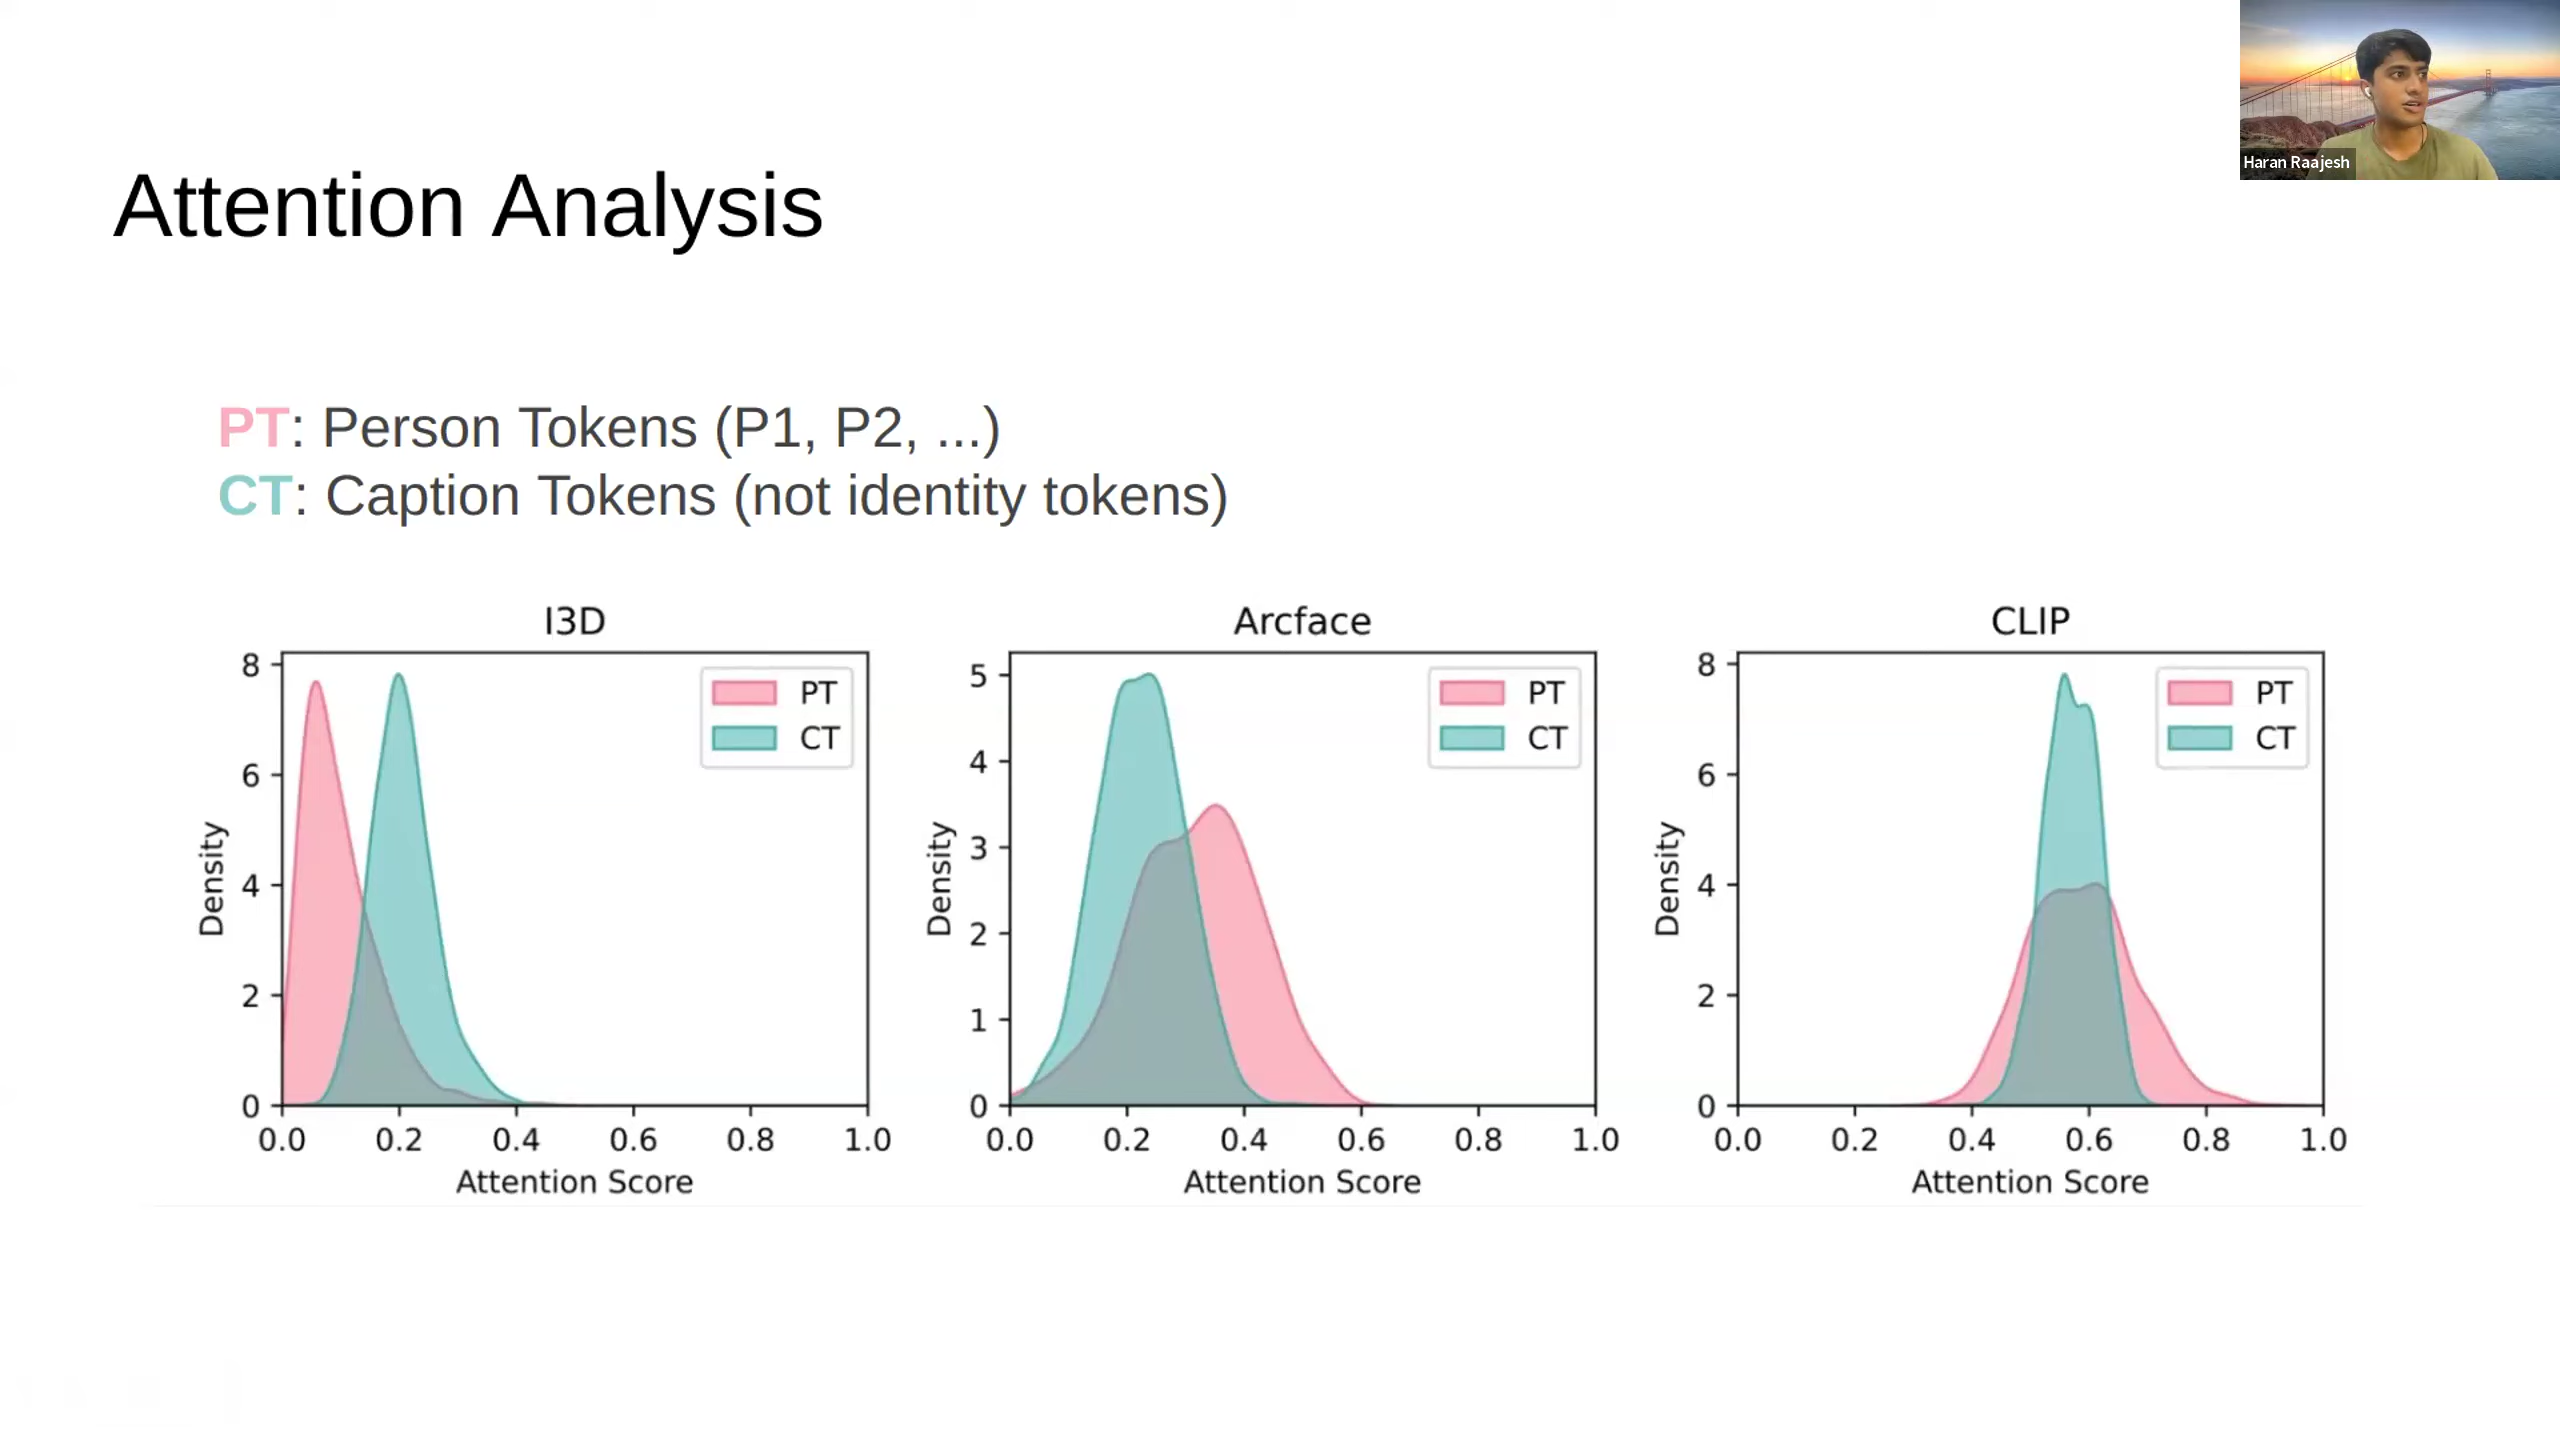 Haran Raajesh
Attention Analysis
PT: Person Tokens (P1, P2, ...)
CT: Caption Tokens (not identity tokens)
I3D
8
6
4
2
0
Density
PT
CT
0.0 0.2 0.4 0.6 0.8 1.0
Attention Score
Arcface
5
4
3
2
1
0
Density
PT
CT
0.0 0.2 0.4 0.6 0.8 1.0
Attention Score
CLIP
8
6
4
2
0
Density
PT
CT
0.0 0.2 0.4 0.6 0.8 1.0
Attention Score